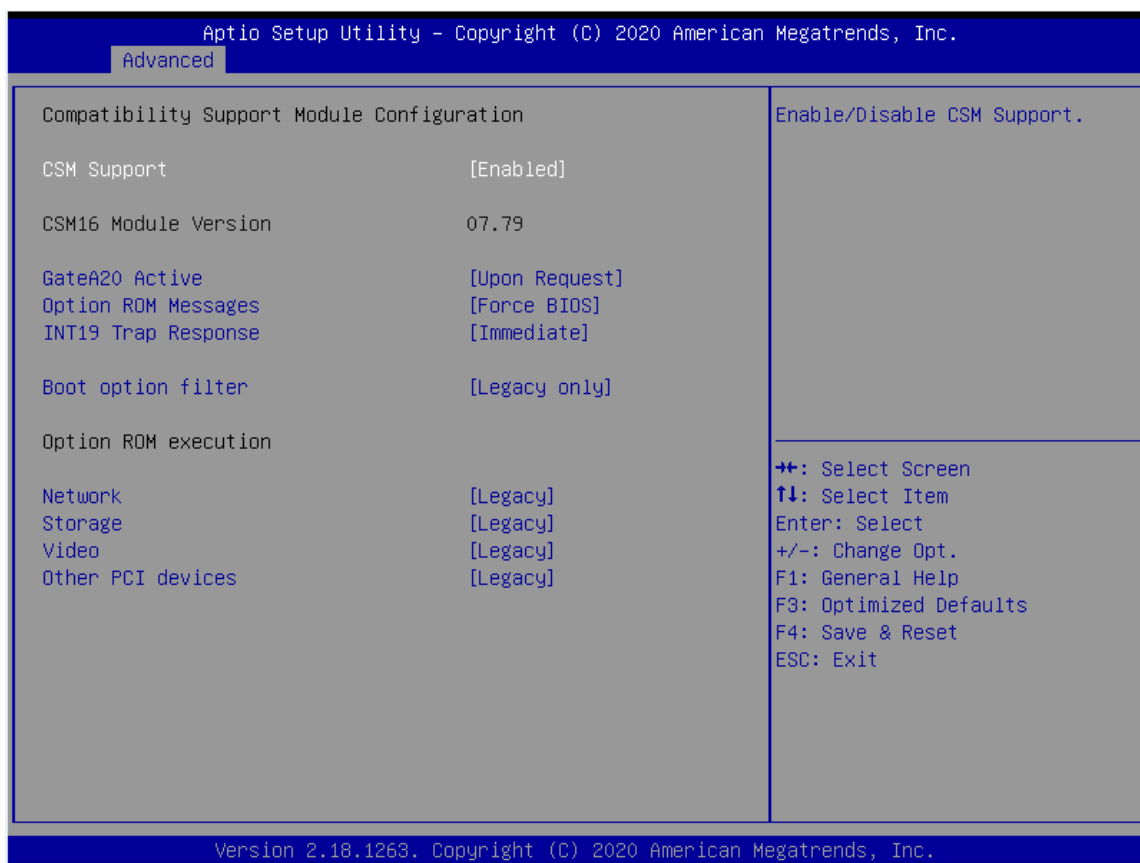 Aptio Setup Utility – Copyright (C) 2020 American Megatrends, Inc.
Advanced
Compatibility Support Module Configuration
CSM Support [Enabled]
CSM16 Module Version 07.79
GateA20 Active [Upon Request]
Option ROM Messages [Force BIOS]
INT19 Trap Response [Immediate]
Boot option filter [Legacy only]
Option ROM execution
Network [Legacy]
Storage [Legacy]
Video [Legacy]
Other PCI devices [Legacy]
Enable/Disable CSM Support.
→←: Select Screen
↑↓: Select Item
Enter: Select
+/-: Change Opt.
F1: General Help
F3: Optimized Defaults
F4: Save & Reset
ESC: Exit
Version 2.18.1263. Copyright (C) 2020 American Megatrends, Inc.